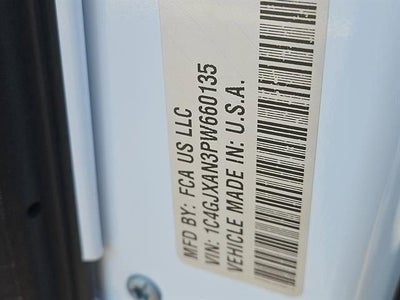 MFD BY: FCA US LLC
VIN: 1C4GJXAN3PW660135
VEHICLE MADE IN: U.S.A.